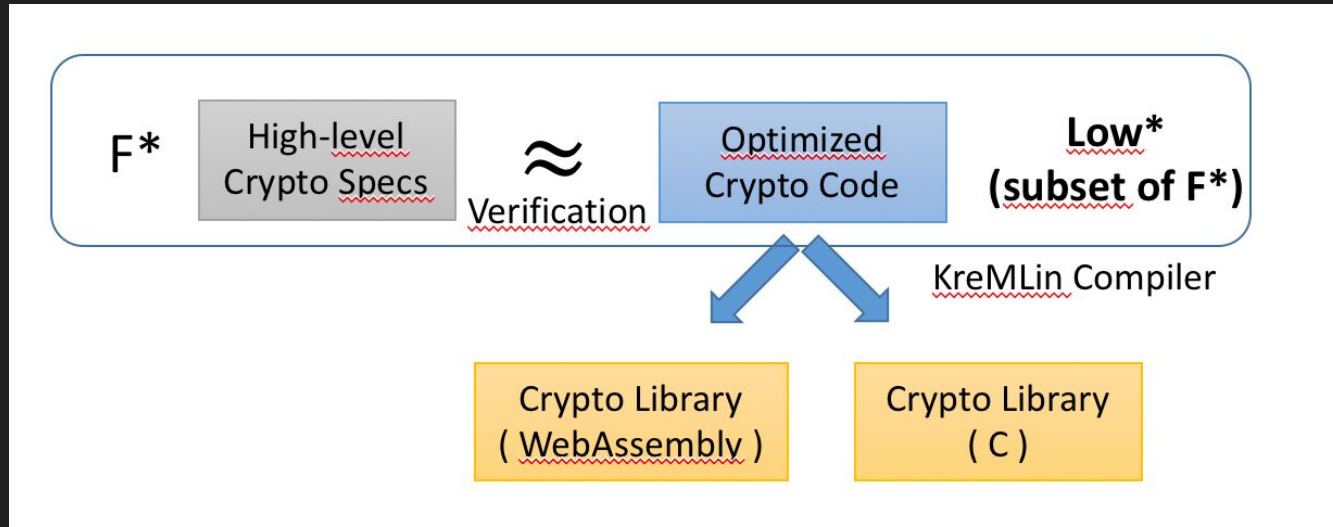 F*
High-level
Crypto Specs
≈
Verification
Optimized
Crypto Code
Low*
(subset of F*)
KreMLin Compiler
Crypto Library
( WebAssembly )
Crypto Library
( C )